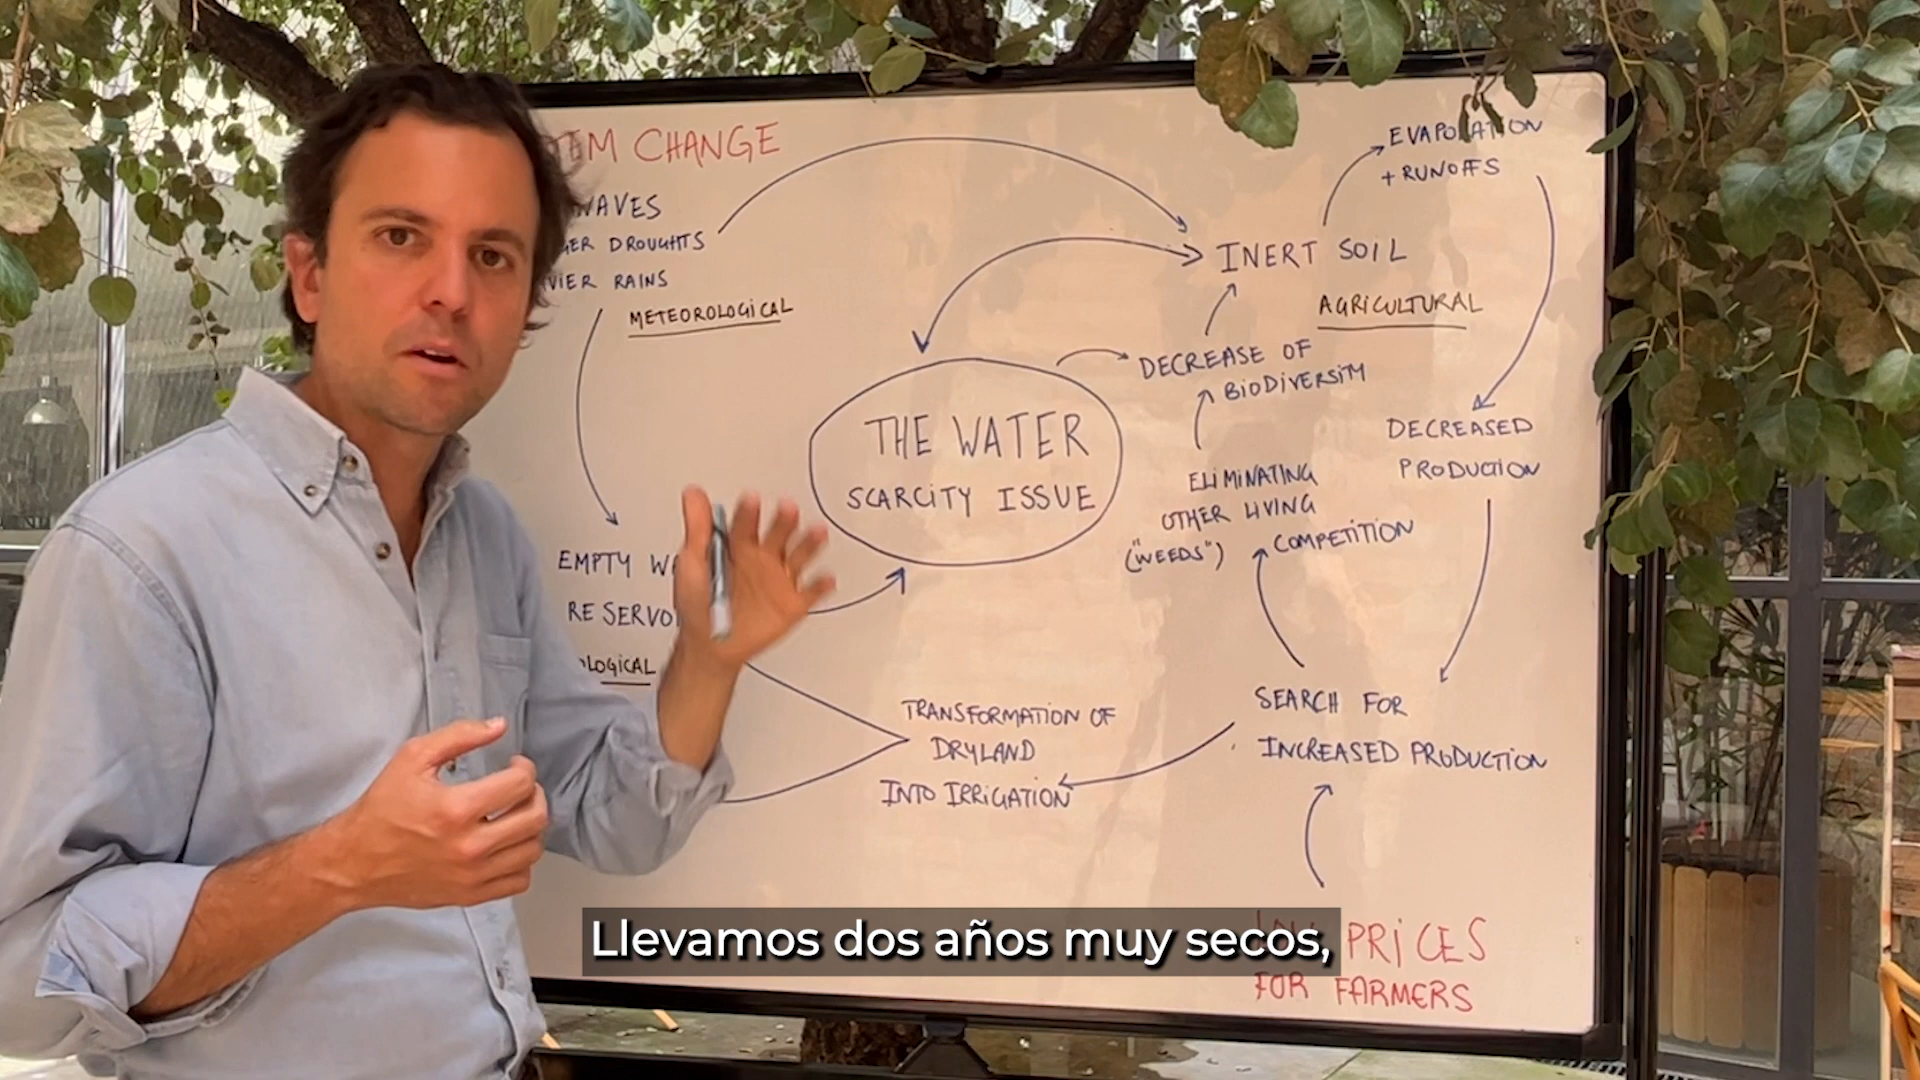 CHANGE
WAVES
DROUGHTS
RAINS
METEOROLOGICAL
EMPTY
THE WATER
SCARCITY ISSUE
INERT SOIL
AGRICULTURAL
EVAPORATION
+ RUNOFFS
DECREASE OF
BIODIVERSITY
DECREASED
PRODUCTION
ELIMINATING
OTHER LIVING
("WEEDS") COMPETITION
SEARCH FOR
INCREASED PRODUCTION
TRANSFORMATION OF
DRYLAND
INTO IRRIGATION
PRICES
FOR FARMERS
Llevamos dos años muy secos,